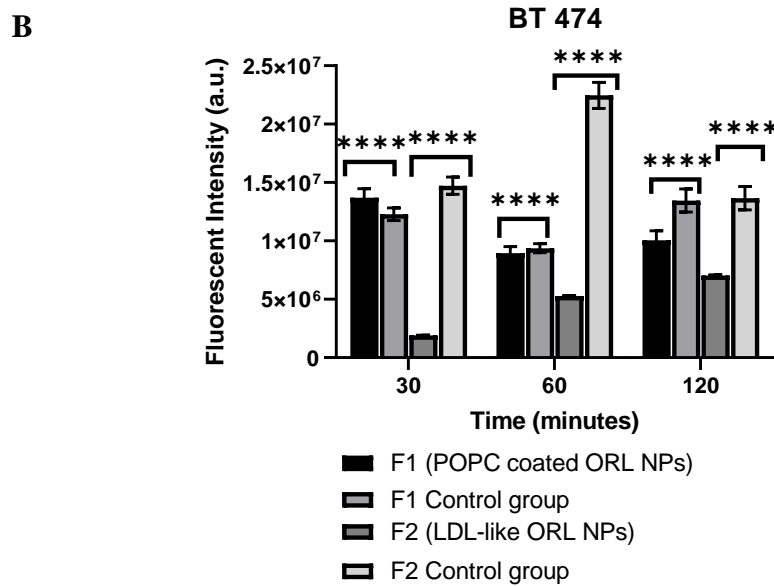 B
BT 474
Fluorescent Intensity (a.u.)
2.5×10⁷
2×10⁷
1.5×10⁷
1×10⁷
5×10⁶
0
**** **** **** **** **** ****
30 60 120
Time (minutes)
F1 (POPC coated ORL NPs)
F1 Control group
F2 (LDL-like ORL NPs)
F2 Control group